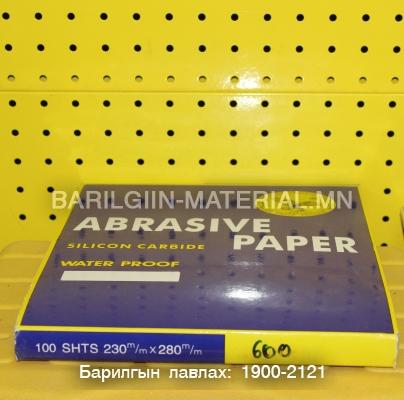 BARILGIIN-MATERIAL.MN
ABRASIVE PAPER
SILICON CARBIDE
WATER PROOF
100 SHTS 230m/m x 280m/m
600
Барилгын лавлах: 1900-2121